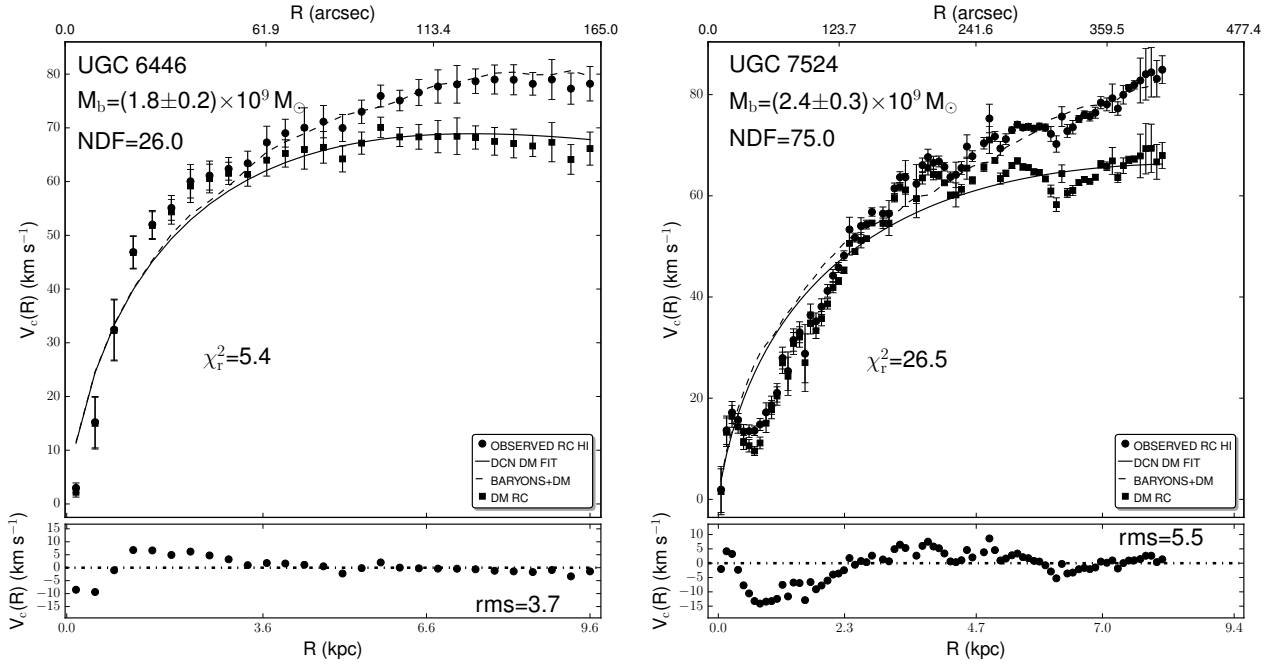 R (arcsec)
0.0 61.9 113.4 165.0
UGC 6446
M_b=(1.8±0.2)×10^9 M_⊙
NDF=26.0
χ_r^2=5.4
V_c(R) (km s^−1)
80
70
60
50
40
30
20
10
0
OBSERVED RC HI
DCN DM FIT
BARYONS+DM
DM RC
V_c(R) (km s^−1)
15
10
5
0
−5
−10
−15
rms=3.7
0.0 3.6 6.6 9.6
R (kpc)
R (arcsec)
0.0 123.7 241.6 359.5 477.4
UGC 7524
M_b=(2.4±0.3)×10^9 M_⊙
NDF=75.0
χ_r^2=26.5
V_c(R) (km s^−1)
80
60
40
20
0
OBSERVED RC HI
DCN DM FIT
BARYONS+DM
DM RC
V_c(R) (km s^−1)
10
5
0
−5
−10
−15
rms=5.5
0.0 2.3 4.7 7.0 9.4
R (kpc)